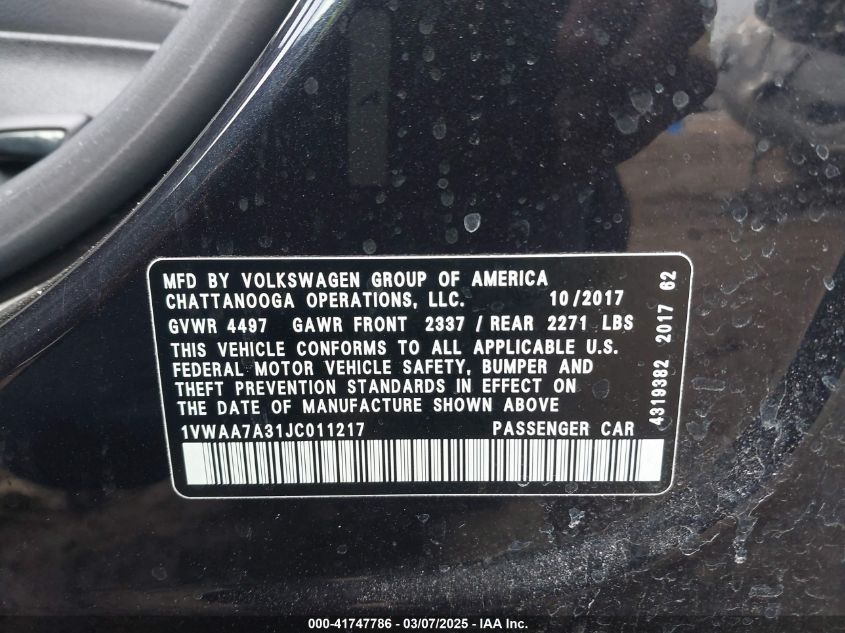 MFD BY VOLKSWAGEN GROUP OF AMERICA
CHATTANOOGA OPERATIONS, LLC. 10/2017
GVWR 4497 GAWR FRONT 2337 / REAR 2271 LBS
THIS VEHICLE CONFORMS TO ALL APPLICABLE U.S.
FEDERAL MOTOR VEHICLE SAFETY, BUMPER AND
THEFT PREVENTION STANDARDS IN EFFECT ON
THE DATE OF MANUFACTURE SHOWN ABOVE
1VWAA7A31JC011217 PASSENGER CAR
4319382 2017 62
000-41747786 - 03/07/2025 - IAA Inc.